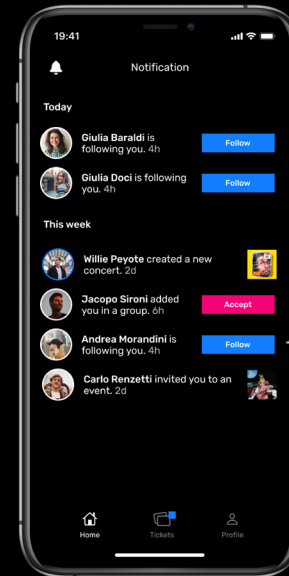 19:41
Notification
Today
Giulia Baraldi is
following you. 4h
Follow
Giulia Doci is following
you. 4h
Follow
This week
Willie Peyote created a new
concert. 2d
Jacopo Sironi added
you in a group. 6h
Accept
Andrea Morandini is
following you. 4h
Follow
Carlo Renzetti invited you to an
event. 2d
Home
Tickets
Profile